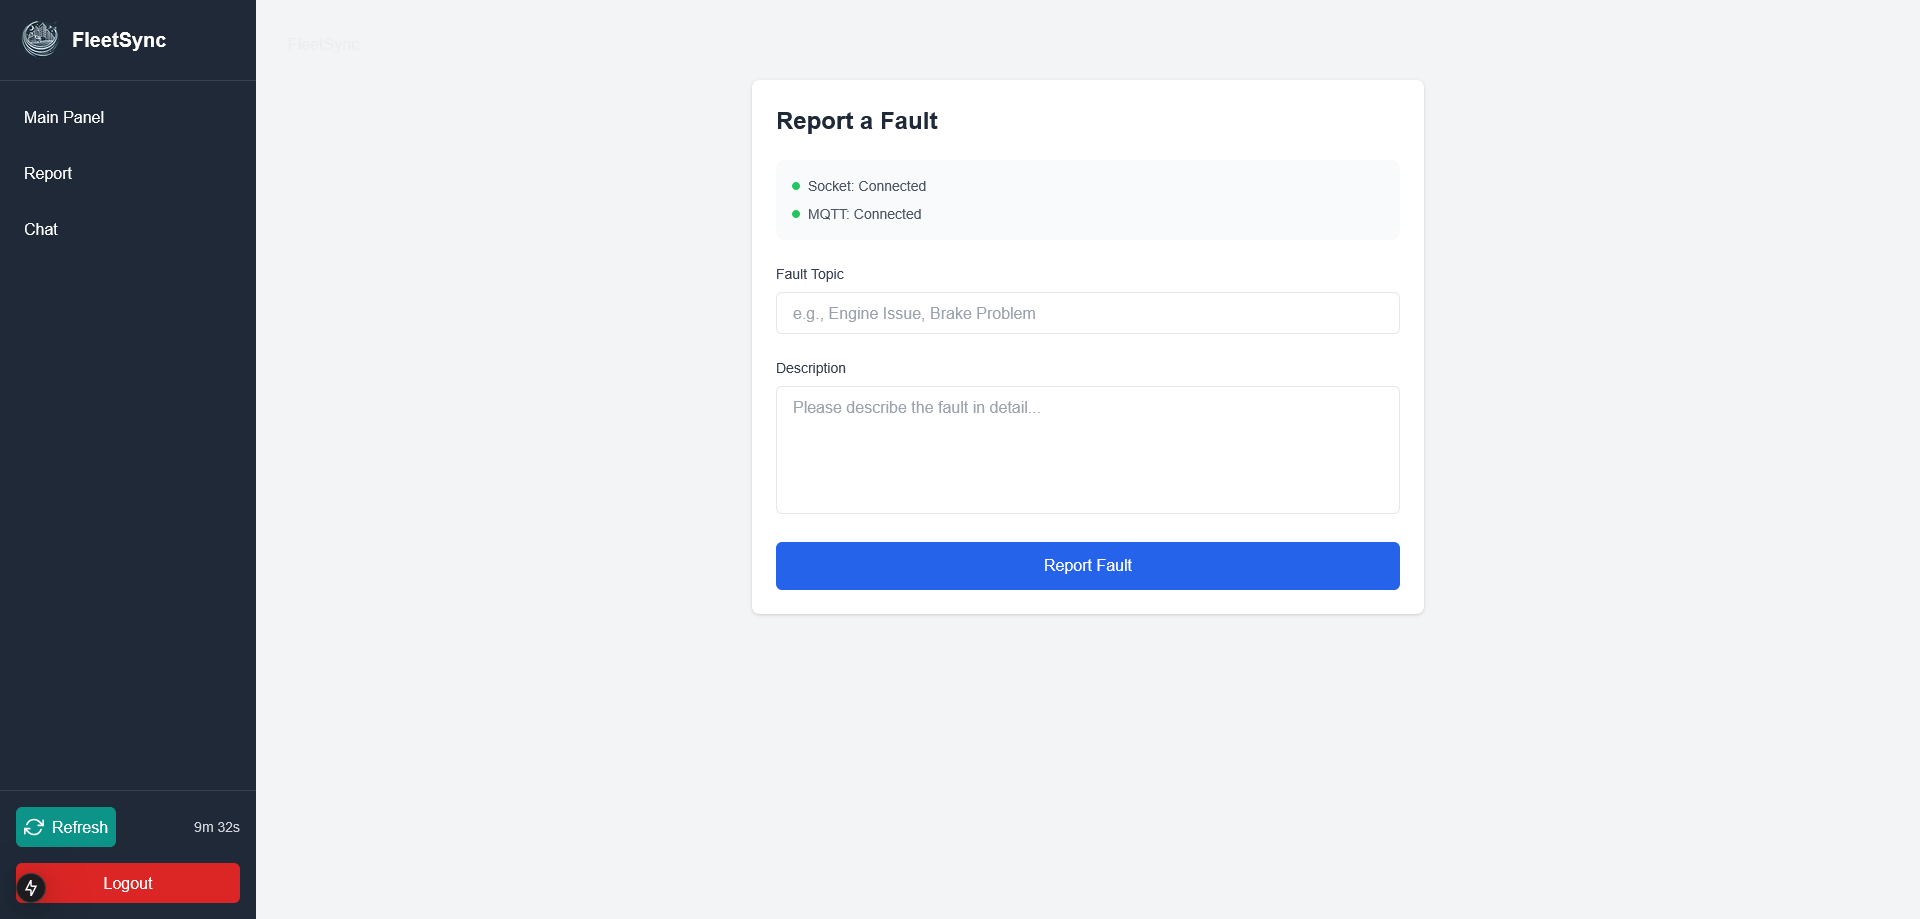 FleetSync
Main Panel
Report
Chat
Refresh
9m 32s
Logout
FleetSync
Report a Fault
Socket: Connected
MQTT: Connected
Fault Topic
e.g., Engine Issue, Brake Problem
Description
Please describe the fault in detail...
Report Fault